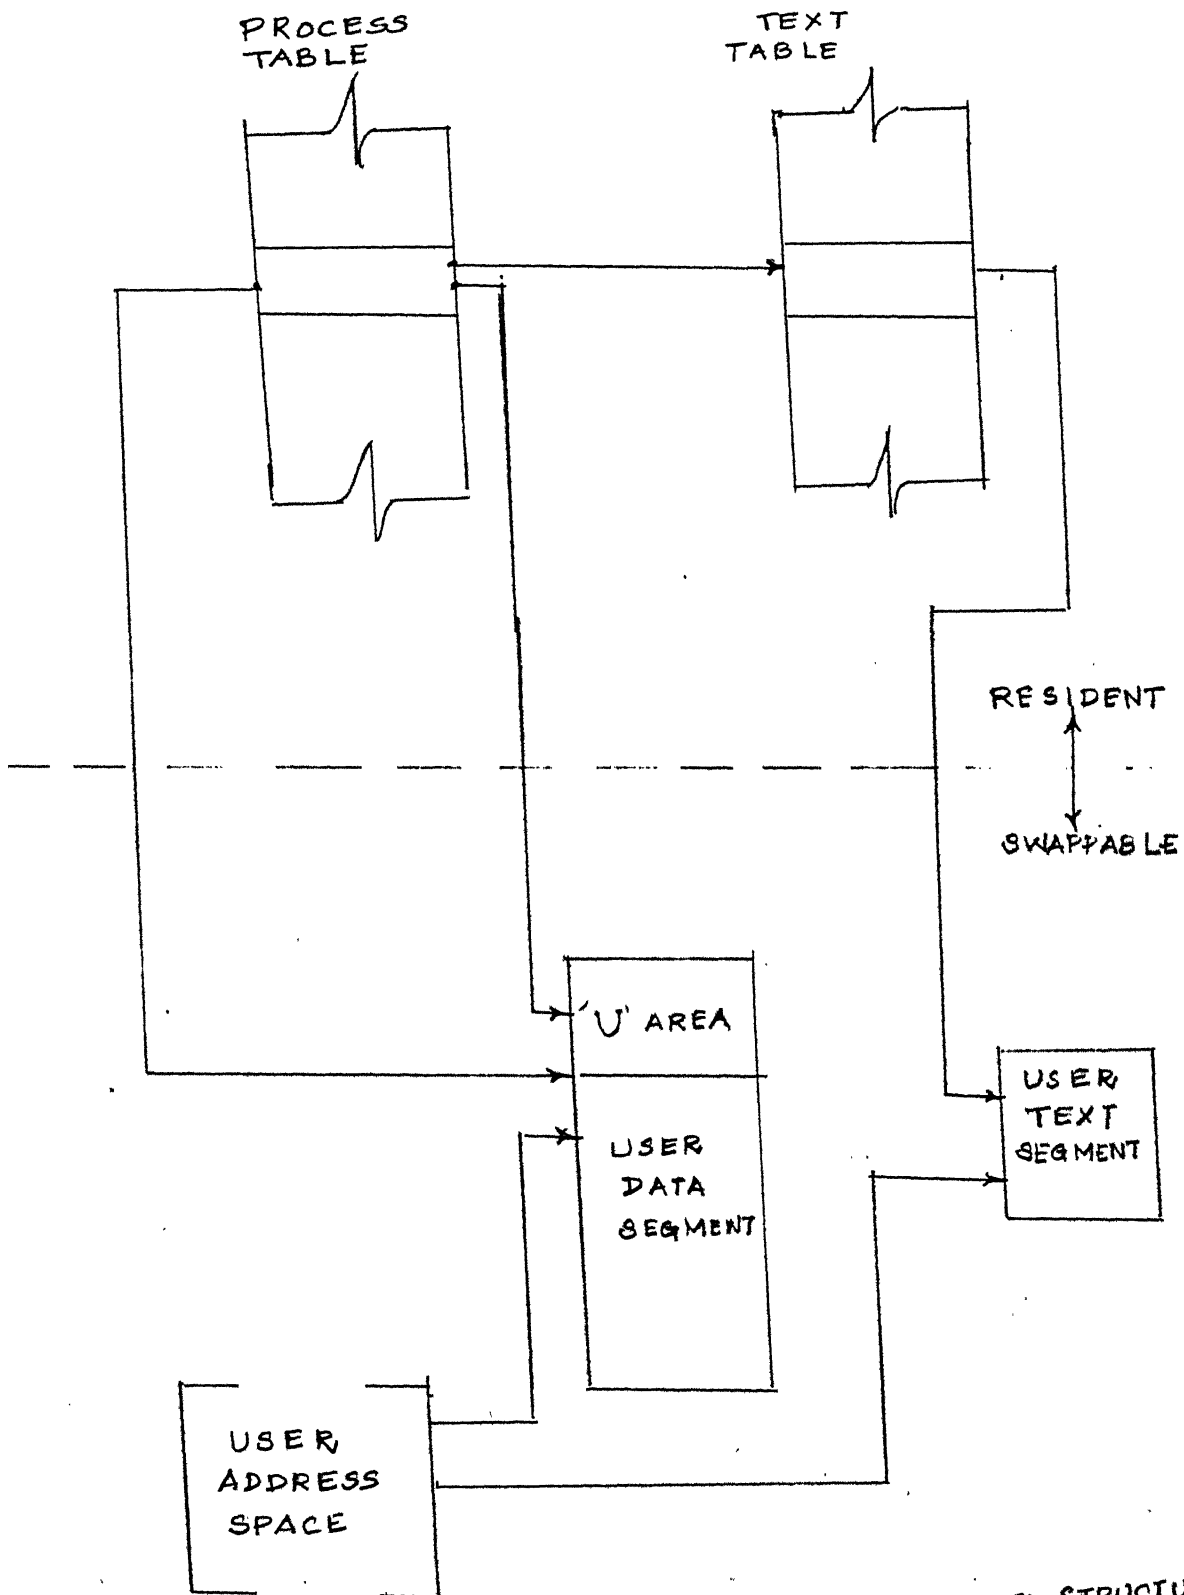 PROCESS
TABLE
TEXT
TABLE
RESIDENT
SWAPPABLE
'U' AREA
USER
DATA
SEGMENT
USER
TEXT
SEGMENT
USER
ADDRESS
SPACE